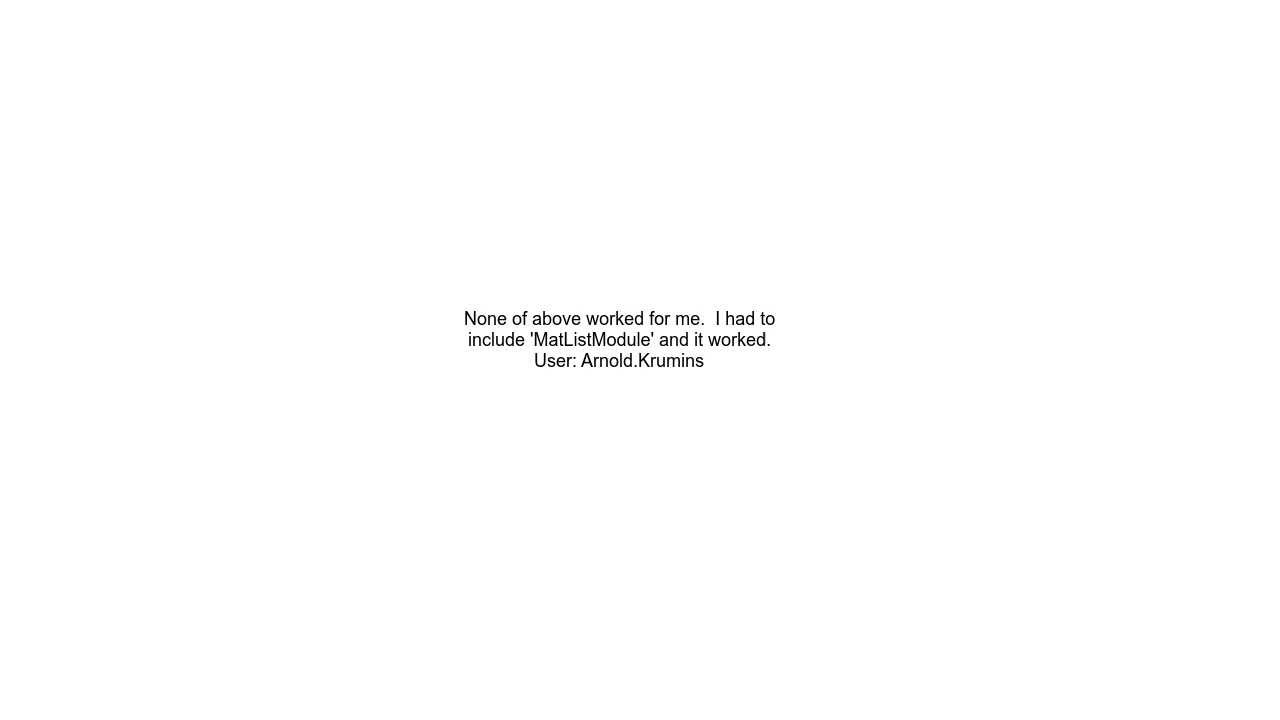 None of above worked for me.  I had to
include 'MatListModule' and it worked.
User: Arnold.Krumins